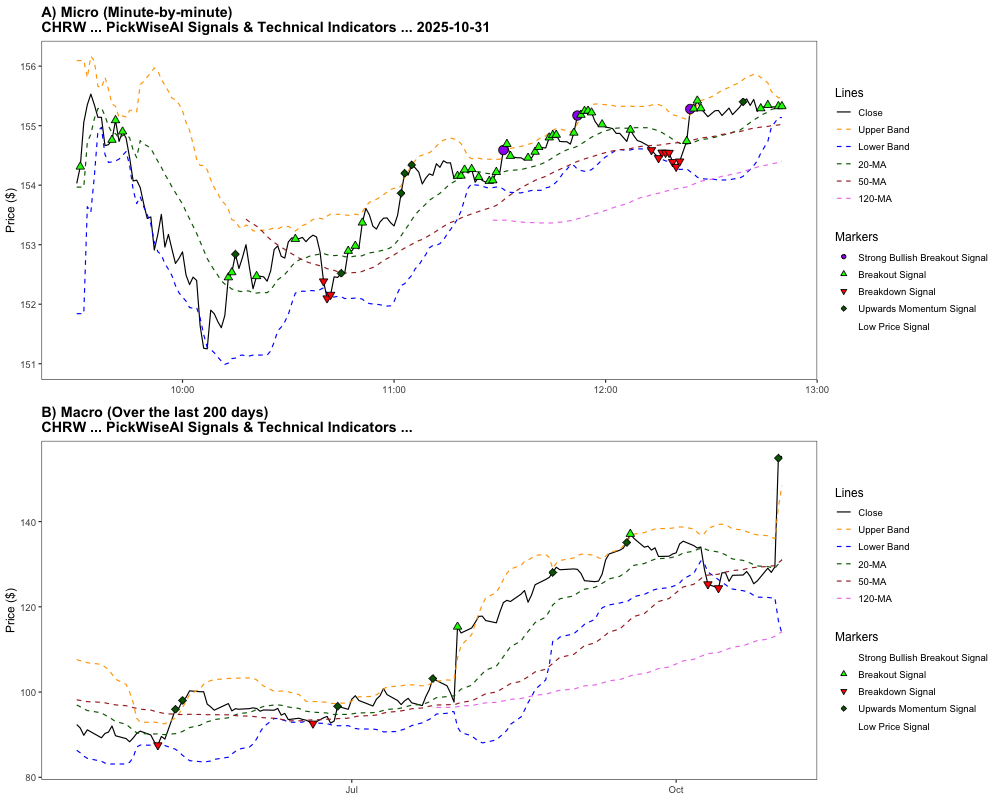 A) Micro (Minute-by-minute)
CHRW ... PickWiseAI Signals & Technical Indicators ... 2025-10-31
Price ($)
156
155
154
153
152
151
10:00
11:00
12:00
13:00
Lines
Close
Upper Band
Lower Band
20-MA
50-MA
120-MA
Markers
Strong Bullish Breakout Signal
Breakout Signal
Breakdown Signal
Upwards Momentum Signal
Low Price Signal
B) Macro (Over the last 200 days)
CHRW ... PickWiseAI Signals & Technical Indicators ...
Price ($)
140
120
100
80
Jul
Oct
Lines
Close
Upper Band
Lower Band
20-MA
50-MA
120-MA
Markers
Strong Bullish Breakout Signal
Breakout Signal
Breakdown Signal
Upwards Momentum Signal
Low Price Signal